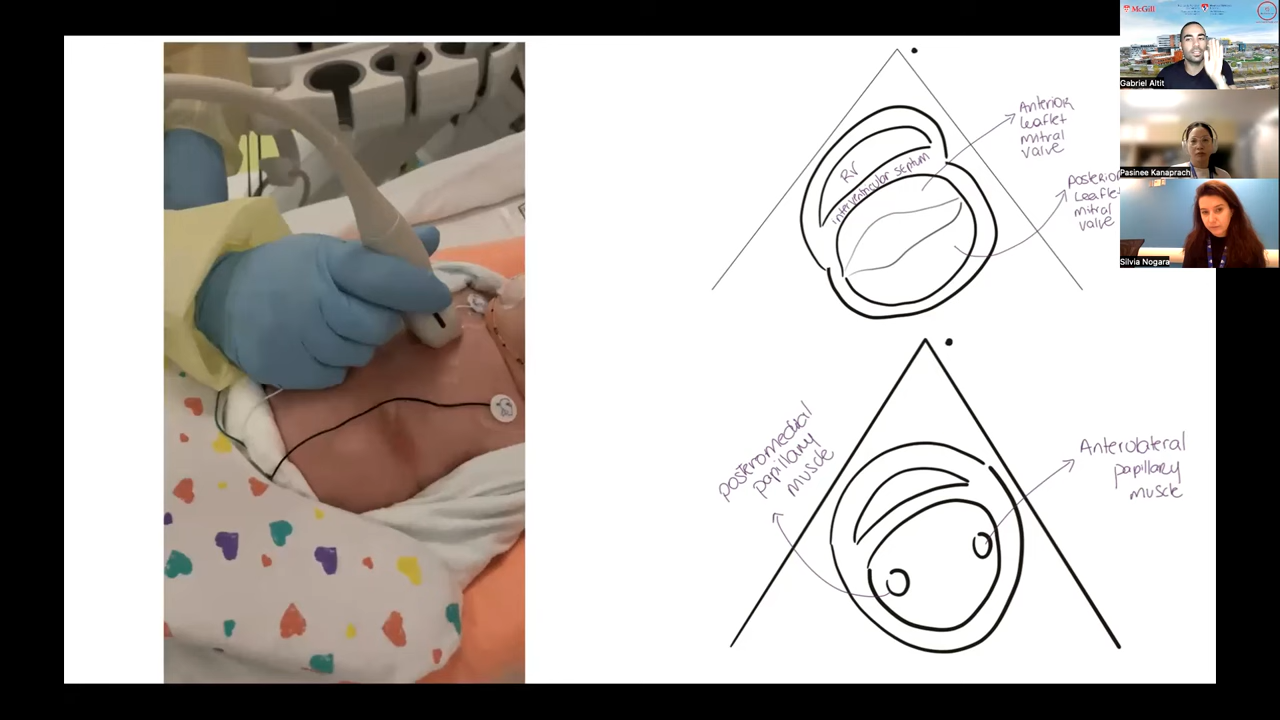 Anterior
leaflet
mitral
valve
RV
interventricular septum
posterior
leaflet
mitral
valve
posteromedial
papillary
muscle
Anterolateral
papillary
muscle
McGill
Gabriel Altit
Pasinee Kanaprach
Silvia Nogara